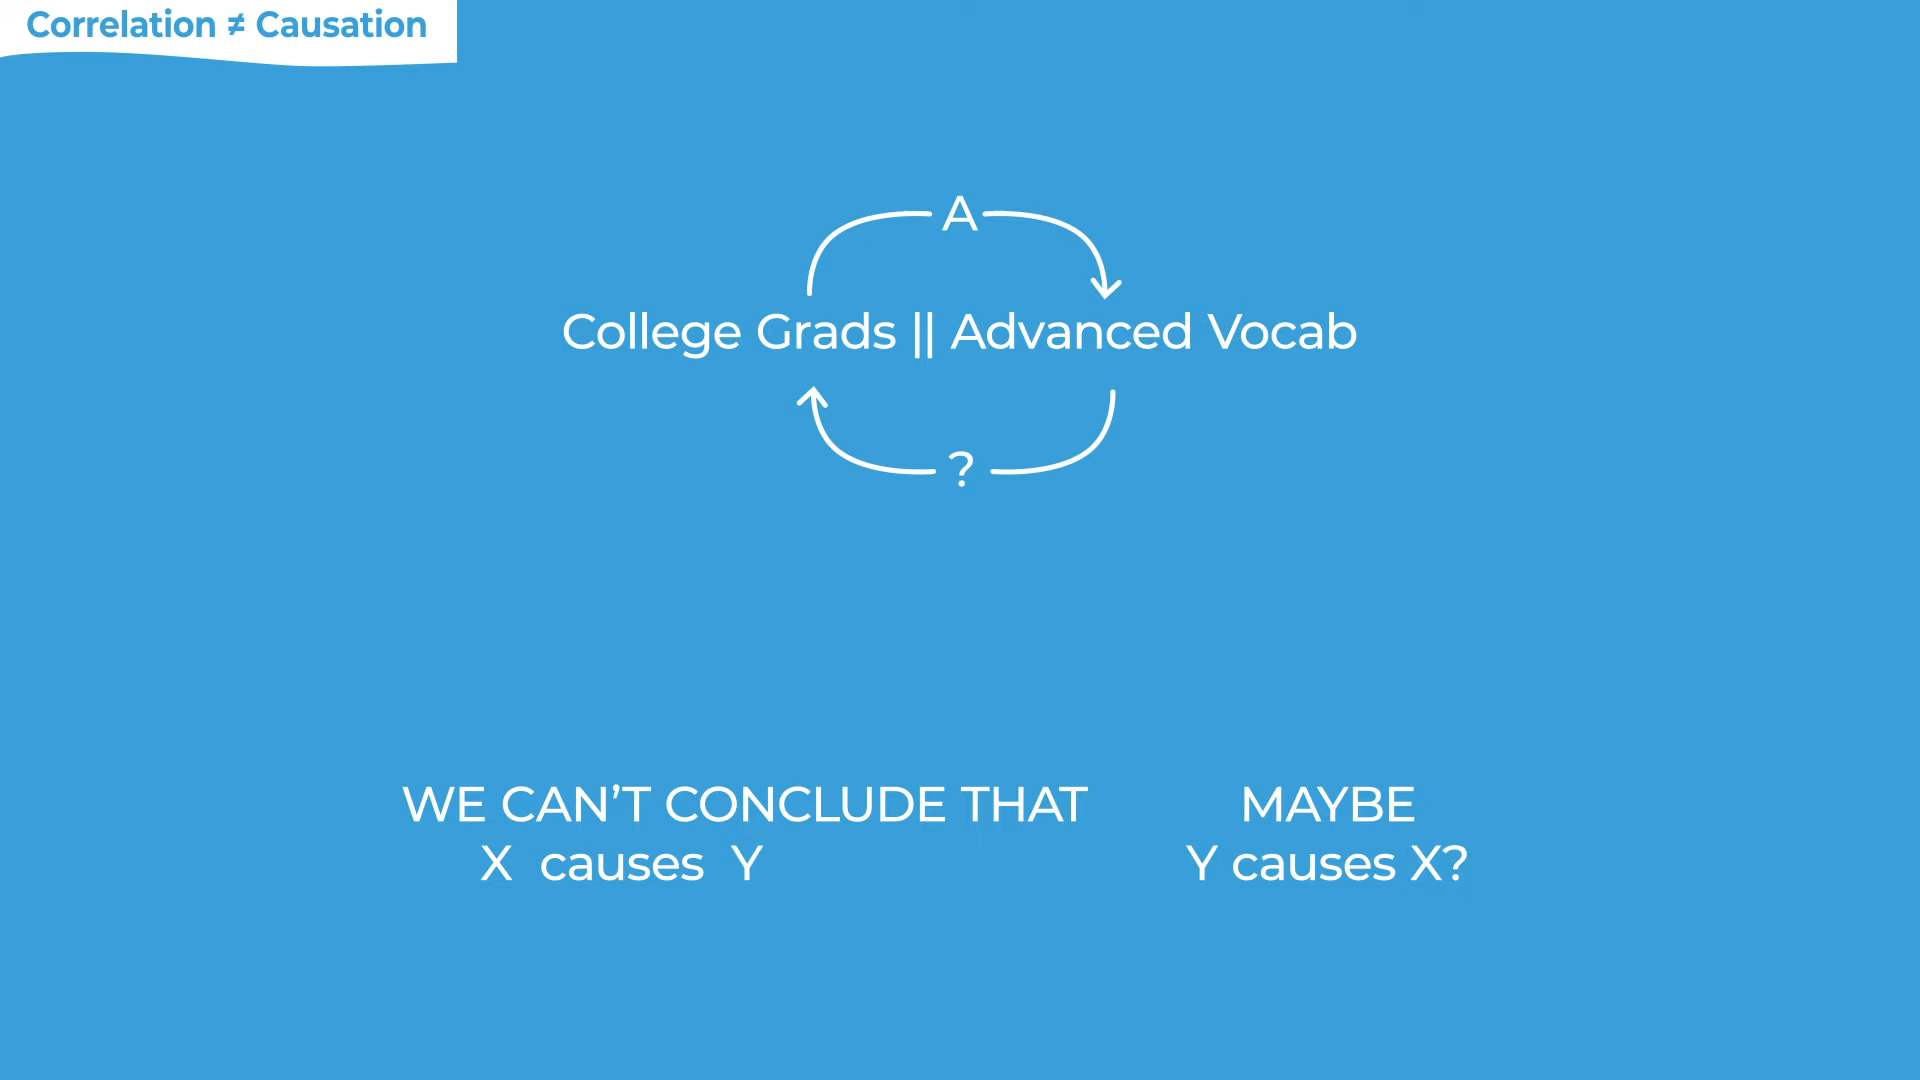 Correlation ≠ Causation
A
College Grads || Advanced Vocab
?
WE CAN’T CONCLUDE THAT
X causes Y
MAYBE
Y causes X?